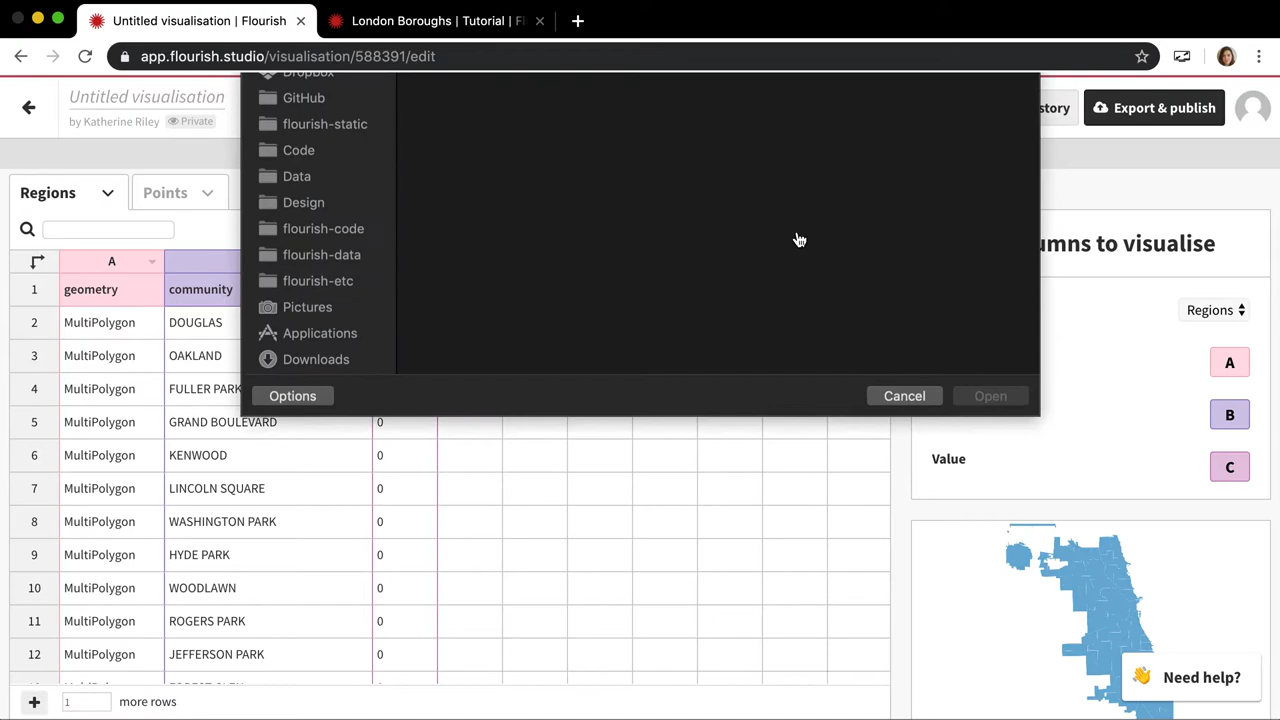 Untitled visualisation | Flourish
London Boroughs | Tutorial | Fl
app.flourish.studio/visualisation/588391/edit
Untitled visualisation
by Katherine Riley Private
story
Export & publish
Dropbox
GitHub
flourish-static
Code
Data
Design
flourish-code
flourish-data
flourish-etc
Pictures
Applications
Downloads
Options
Cancel
Open
Regions
Points
A
1 geometry community
2 MultiPolygon DOUGLAS
3 MultiPolygon OAKLAND
4 MultiPolygon FULLER PARK
5 MultiPolygon GRAND BOULEVARD 0
6 MultiPolygon KENWOOD 0
7 MultiPolygon LINCOLN SQUARE 0
8 MultiPolygon WASHINGTON PARK 0
9 MultiPolygon HYDE PARK 0
10 MultiPolygon WOODLAWN 0
11 MultiPolygon ROGERS PARK 0
12 MultiPolygon JEFFERSON PARK 0
1 more rows
umns to visualise
Regions
A
B
Value C
Need help?